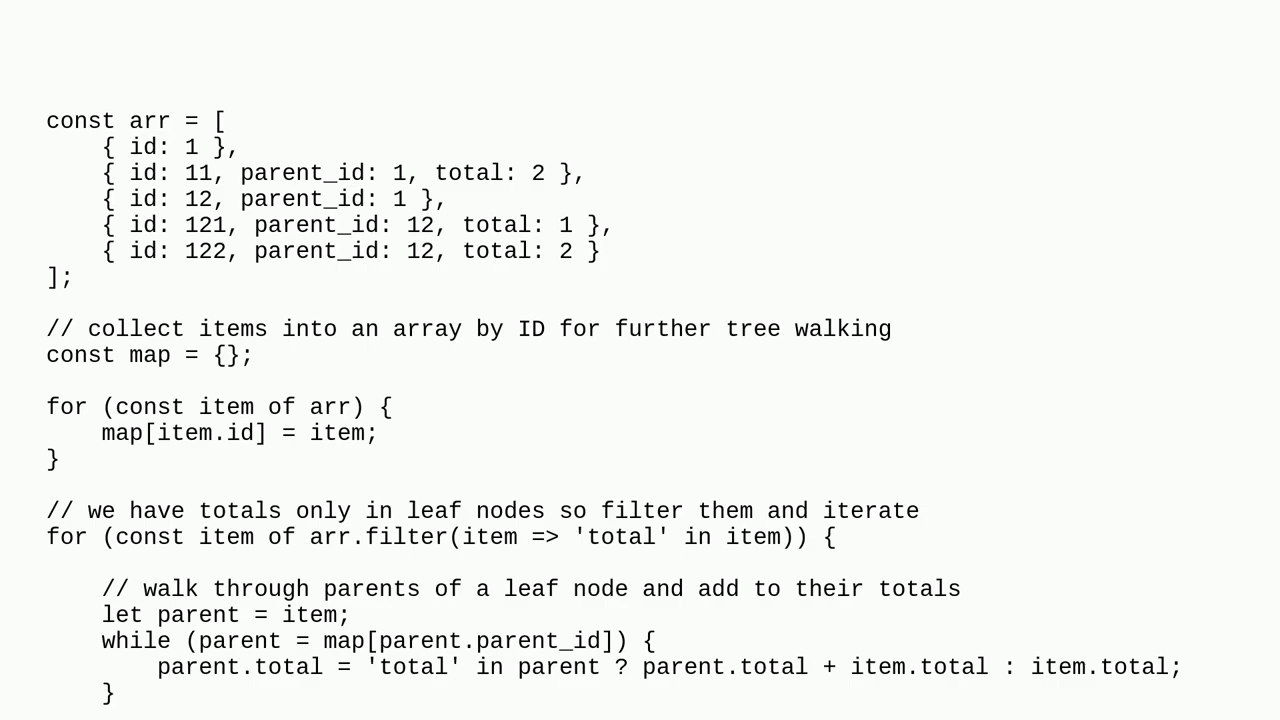 const arr = [
    { id: 1 },
    { id: 11, parent_id: 1, total: 2 },
    { id: 12, parent_id: 1 },
    { id: 121, parent_id: 12, total: 1 },
    { id: 122, parent_id: 12, total: 2 }
];

// collect items into an array by ID for further tree walking
const map = {};

for (const item of arr) {
    map[item.id] = item;
}

// we have totals only in leaf nodes so filter them and iterate
for (const item of arr.filter(item => 'total' in item)) {

    // walk through parents of a leaf node and add to their totals
    let parent = item;
    while (parent = map[parent.parent_id]) {
        parent.total = 'total' in parent ? parent.total + item.total : item.total;
    }